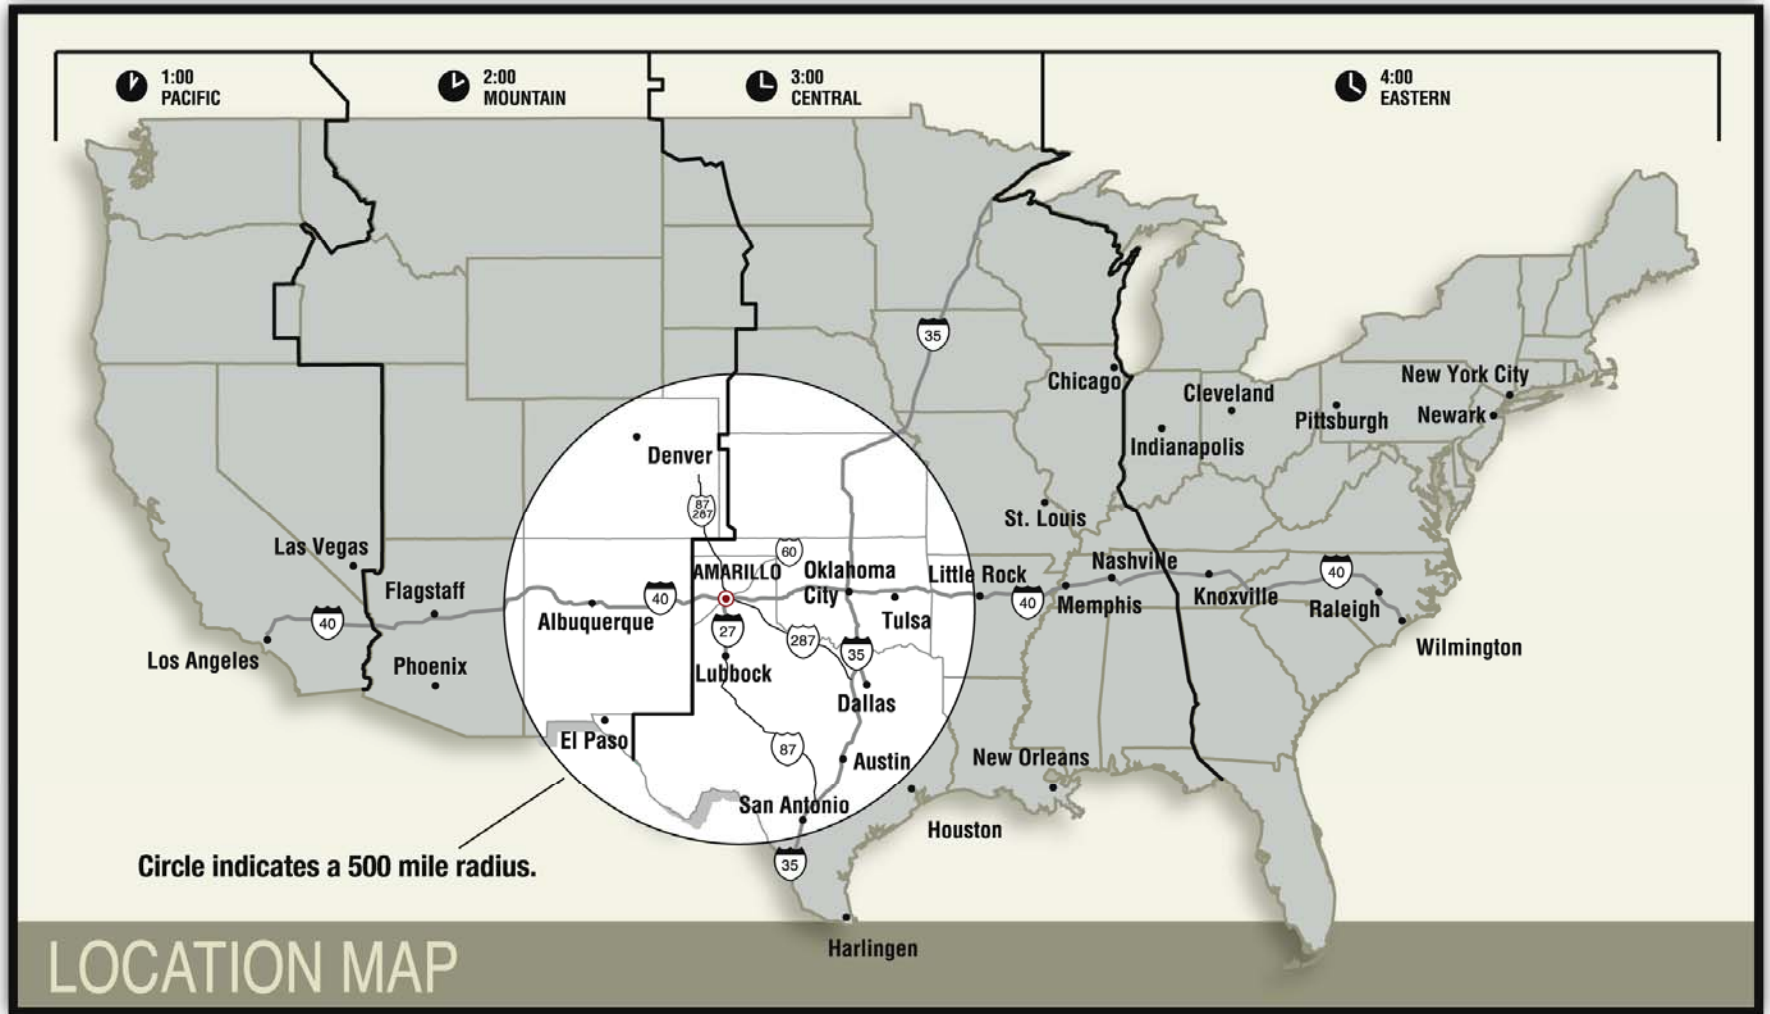 1:00
PACIFIC
2:00
MOUNTAIN
3:00
CENTRAL
4:00
EASTERN
35
Chicago
Cleveland
New York City
Pittsburgh
Newark
Indianapolis
Denver
87
287
St. Louis
Las Vegas
60
Nashville
AMARILLO
Oklahoma
City
Little Rock
40
Flagstaff
40
Albuquerque
40
Memphis
Knoxville
Raleigh
40
Tulsa
27
287
35
Wilmington
Los Angeles
Phoenix
Lubbock
Dallas
El Paso
87
Austin
New Orleans
San Antonio
Houston
35
Circle indicates a 500 mile radius.
Harlingen
LOCATION MAP